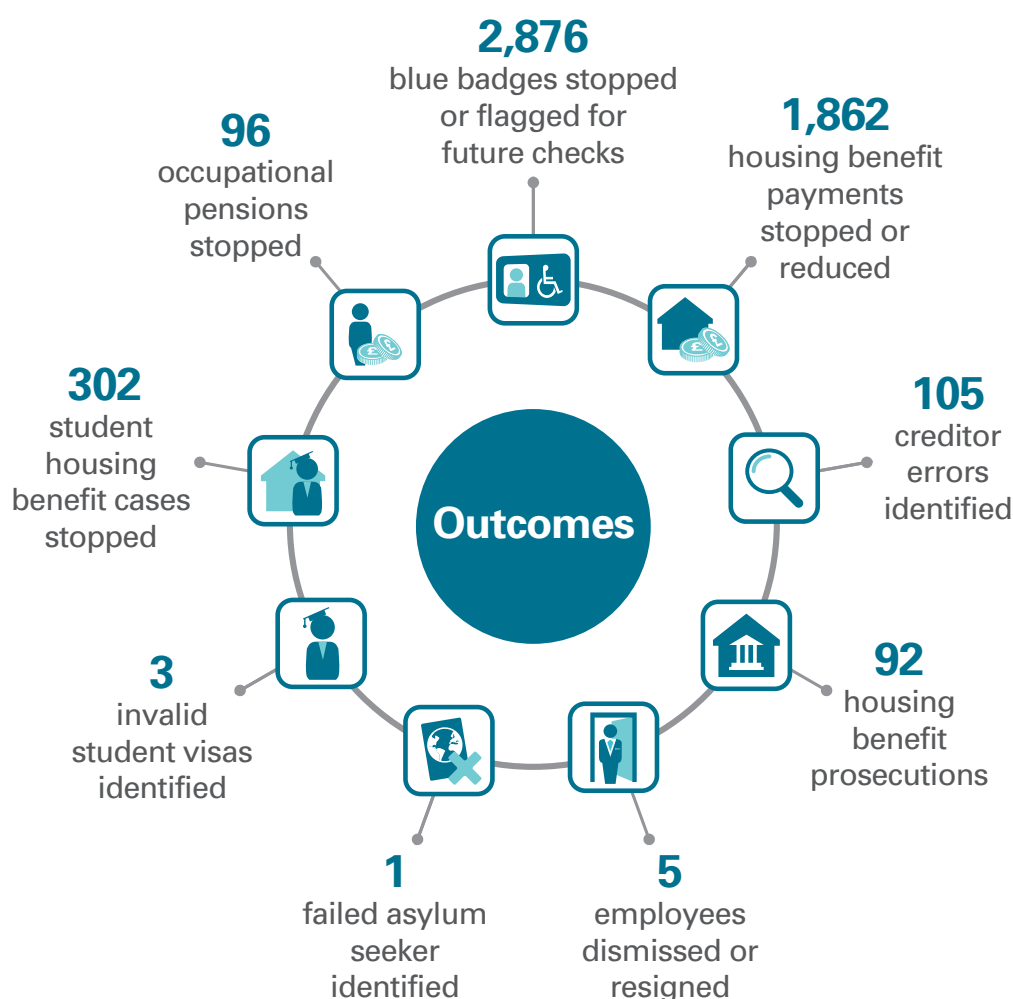 2,876
blue badges stopped
or flagged for
future checks
1,862
housing benefit
payments
stopped or
reduced
105
creditor
errors
identified
92
housing
benefit
prosecutions
5
employees
dismissed or
resigned
1
failed asylum
seeker
identified
3
invalid
student visas
identified
302
student
housing
benefit cases
stopped
96
occupational
pensions
stopped
£
£
£
£
Outcomes